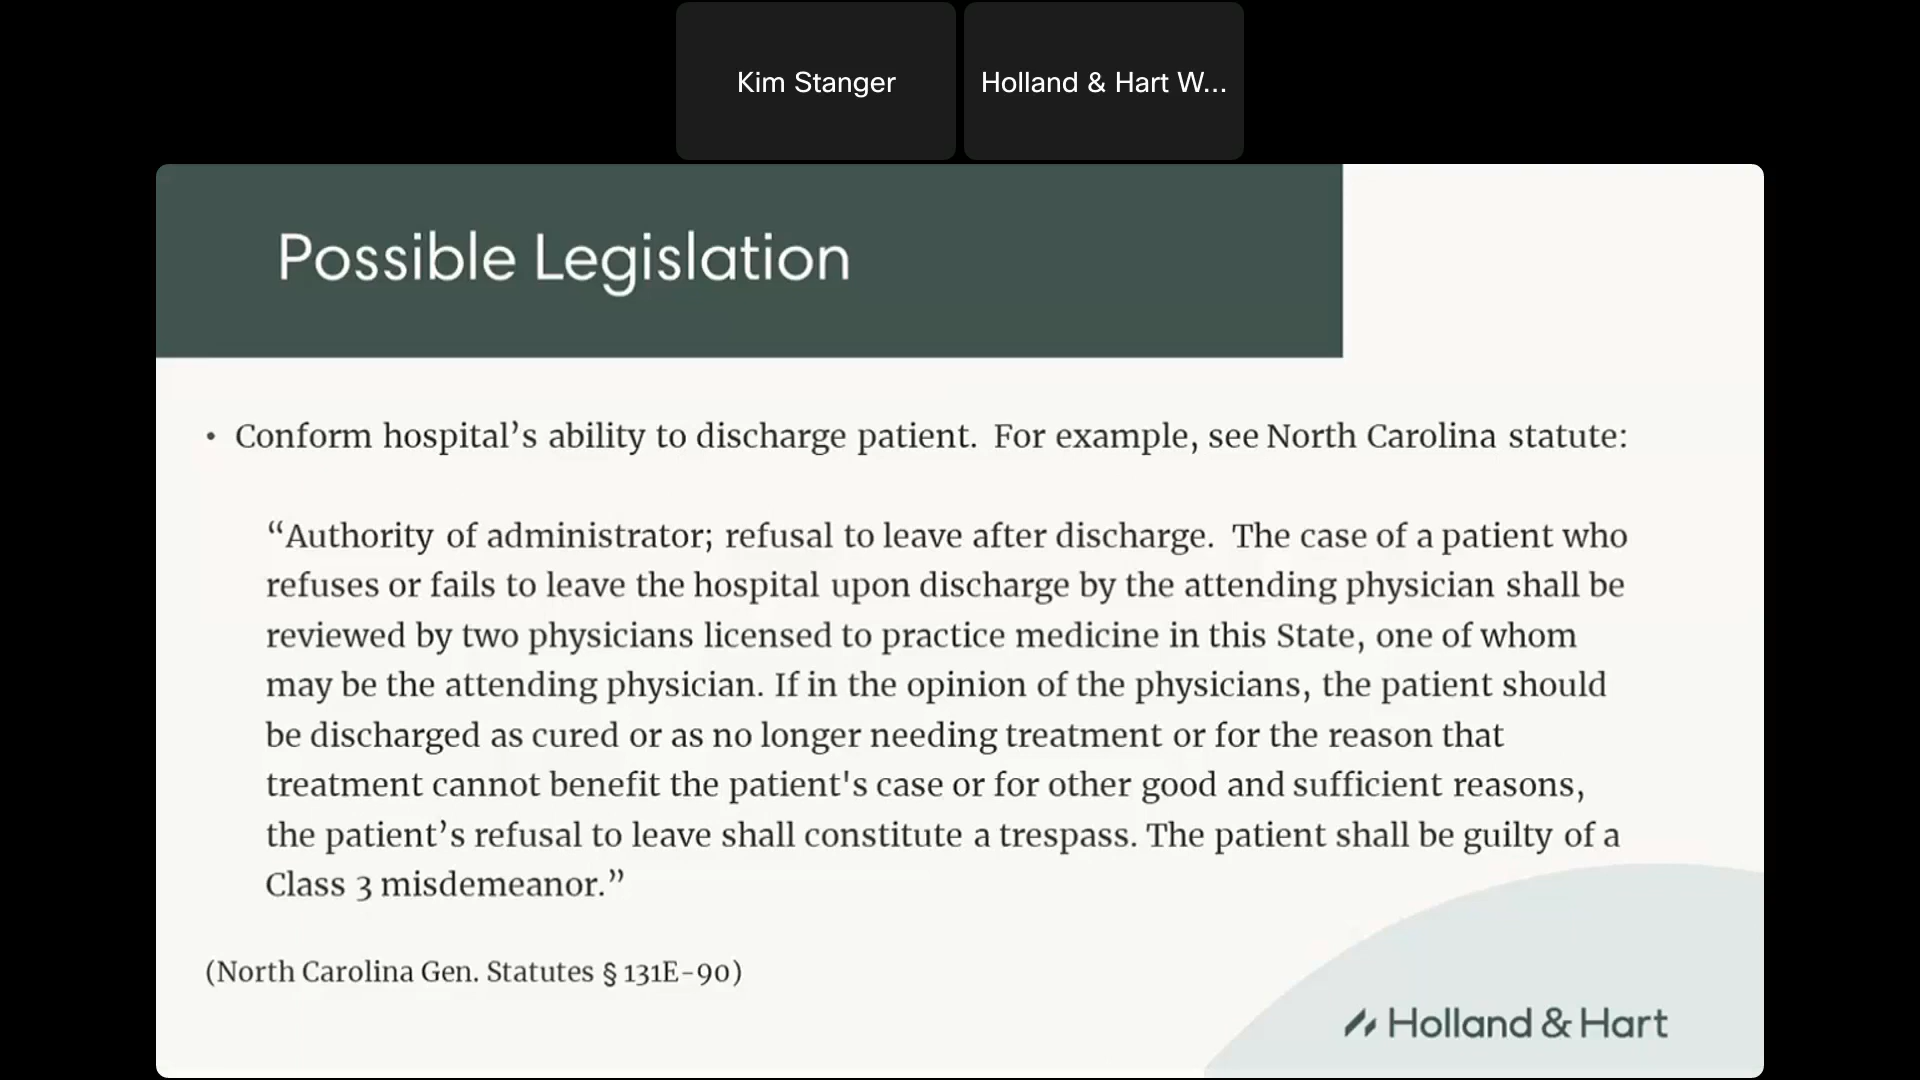 Kim Stanger
Holland & Hart W...
Possible Legislation
• Conform hospital’s ability to discharge patient. For example, see North Carolina statute:
“Authority of administrator; refusal to leave after discharge. The case of a patient who
refuses or fails to leave the hospital upon discharge by the attending physician shall be
reviewed by two physicians licensed to practice medicine in this State, one of whom
may be the attending physician. If in the opinion of the physicians, the patient should
be discharged as cured or as no longer needing treatment or for the reason that
treatment cannot benefit the patient's case or for other good and sufficient reasons,
the patient’s refusal to leave shall constitute a trespass. The patient shall be guilty of a
Class 3 misdemeanor.”
(North Carolina Gen. Statutes § 131E-90)
Holland & Hart